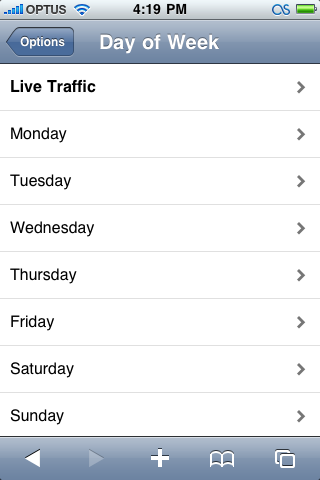 OPTUS 4:19 PM
Options Day of Week
Live Traffic
Monday
Tuesday
Wednesday
Thursday
Friday
Saturday
Sunday